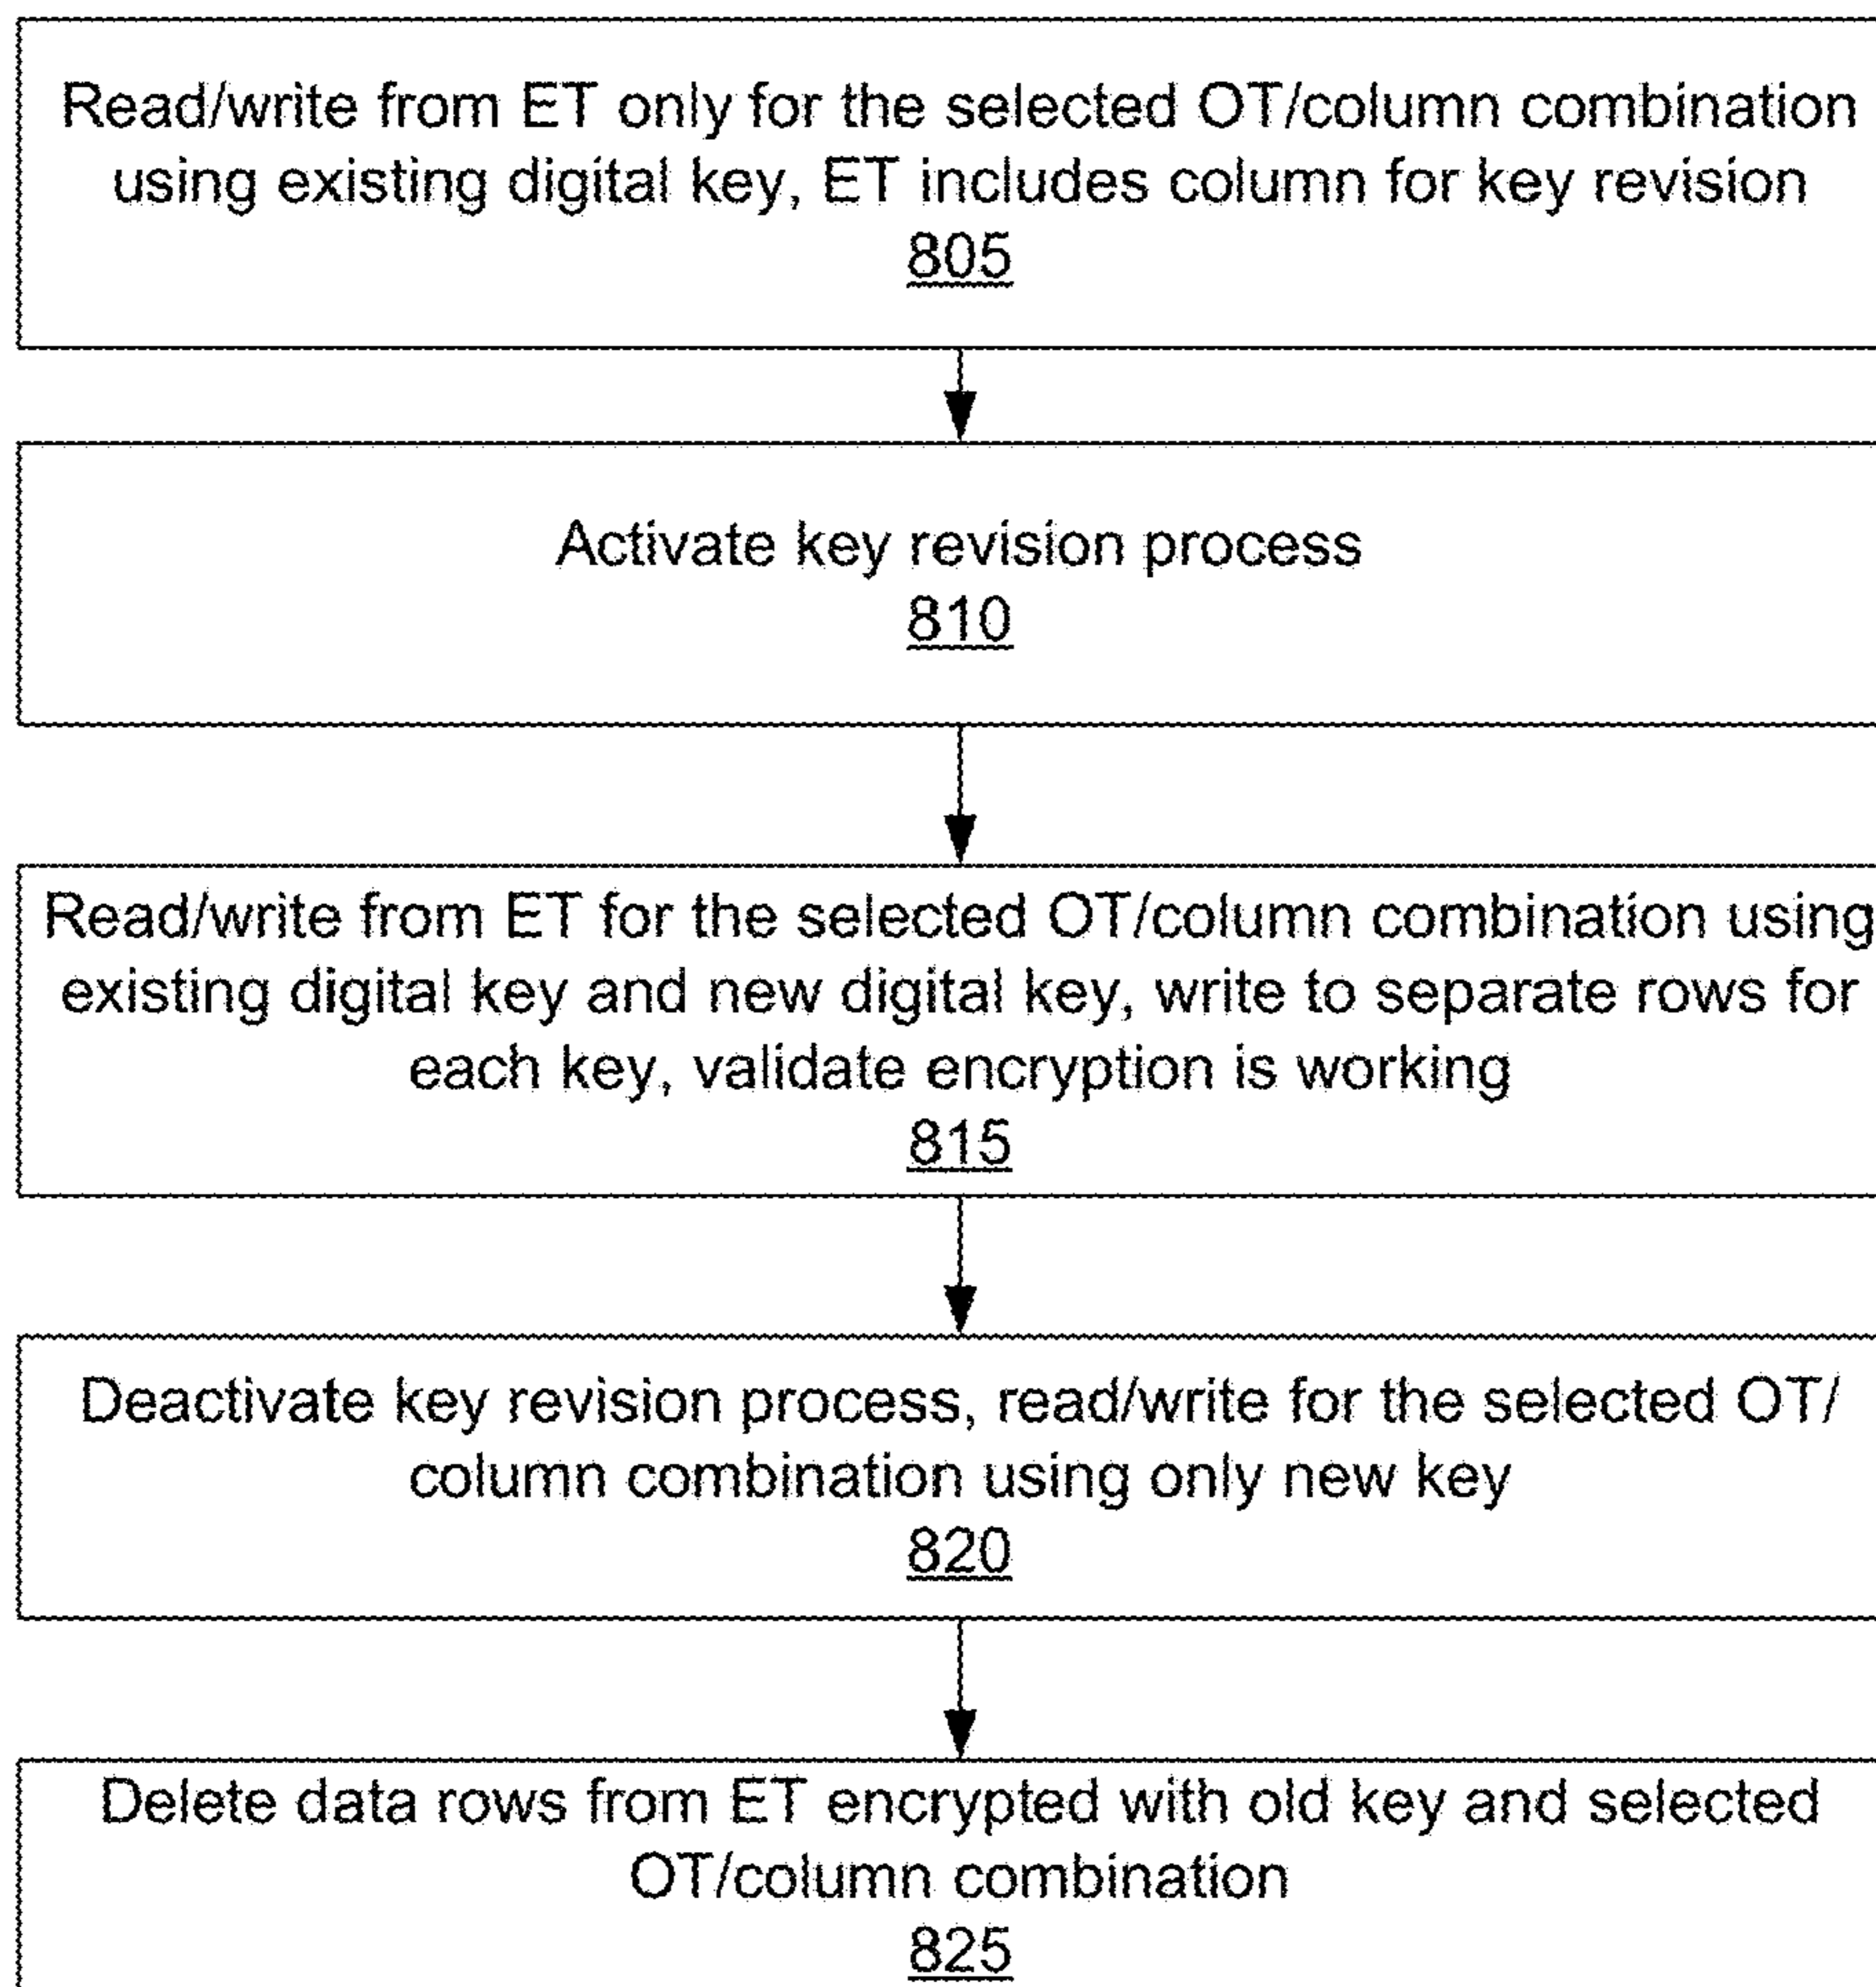 Read/write from ET only for the selected OT/column combination
using existing digital key, ET includes column for key revision
805
Activate key revision process
810
Read/write from ET for the selected OT/column combination using
existing digital key and new digital key, write to separate rows for
each key, validate encryption is working
815
Deactivate key revision process, read/write for the selected OT/
column combination using only new key
820
Delete data rows from ET encrypted with old key and selected
OT/column combination
825